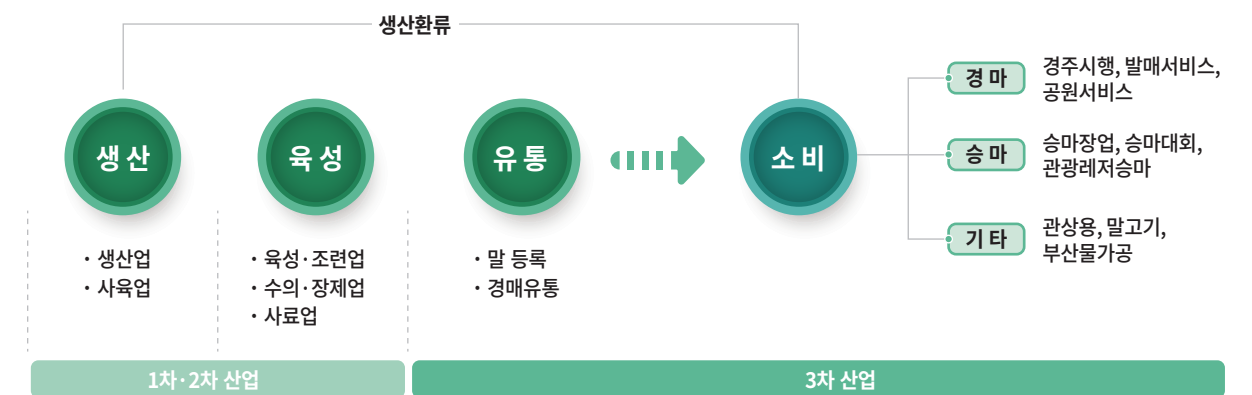 생산환류
생산
육성
유통
소비
· 생산업
· 사육업
· 육성·조련업
· 수의·장제업
· 사료업
· 말 등록
· 경매유통
경마
경주시행, 발매서비스,
공원서비스
승마
승마장업, 승마대회,
관광레저승마
기타
관상용, 말고기,
부산물가공
1차·2차 산업
3차 산업